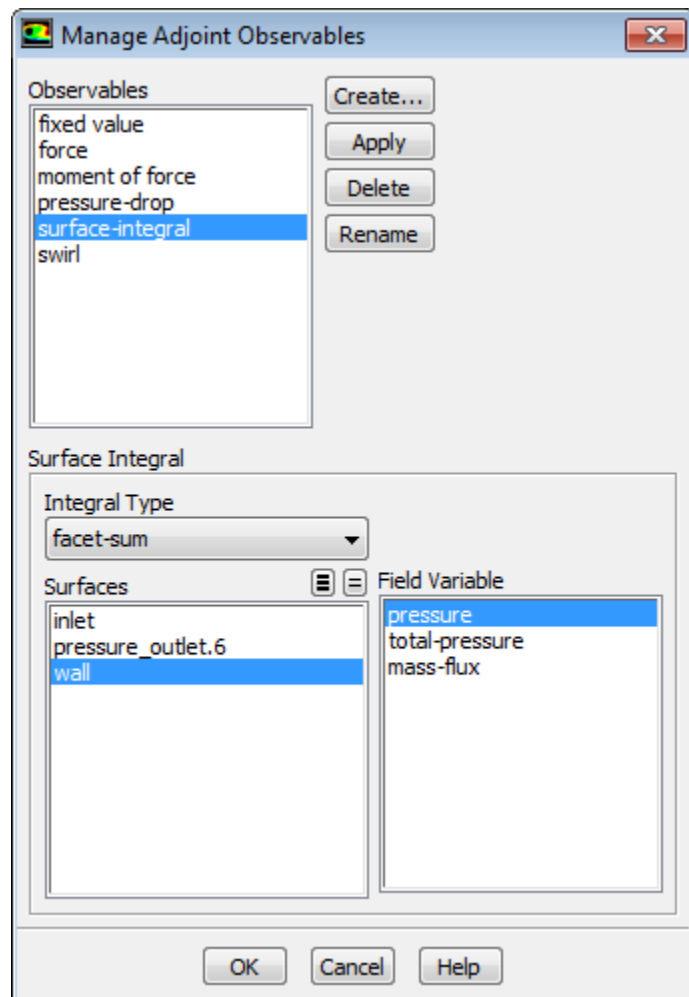 Manage Adjoint Observables
Observables
fixed value
force
moment of force
pressure-drop
surface-integral
swirl
Create...
Apply
Delete
Rename
Surface Integral
Integral Type
facet-sum
Surfaces
inlet
pressure_outlet.6
wall
Field Variable
pressure
total-pressure
mass-flux
OK Cancel Help